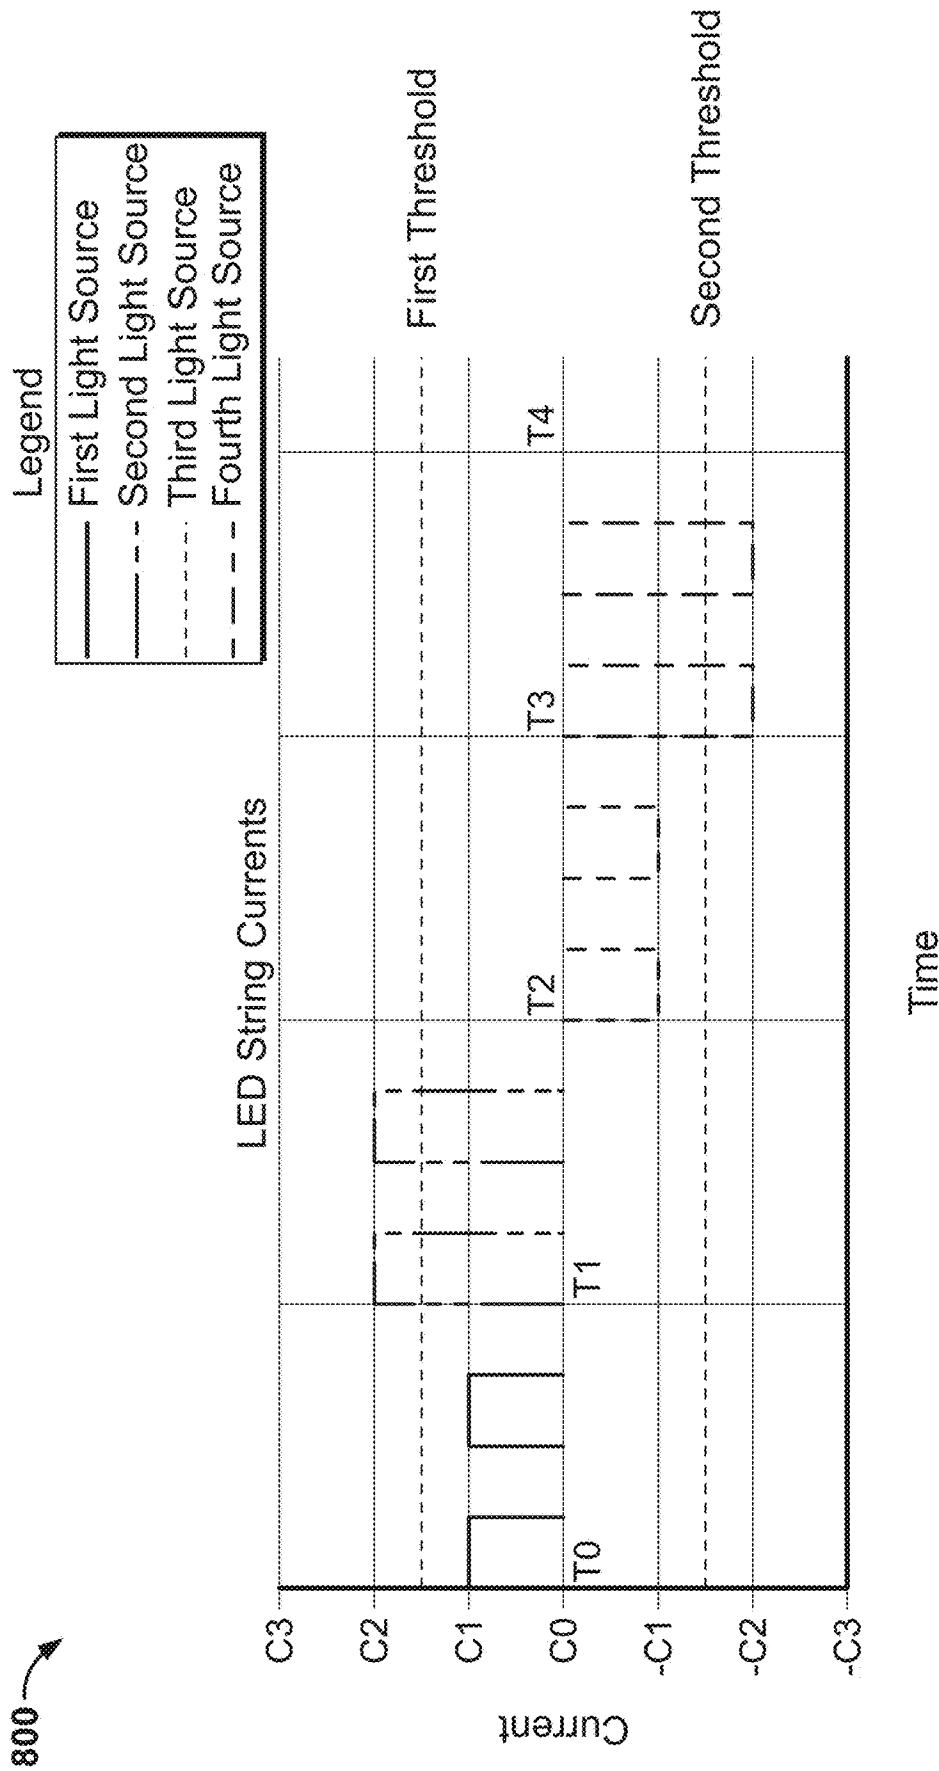 800
Legend
First Light Source
Second Light Source
Third Light Source
Fourth Light Source
LED String Currents
First Threshold
Second Threshold
Current
C3
C2
C1
C0
-C1
-C2
-C3
T0
T1
T2
T3
T4
Time